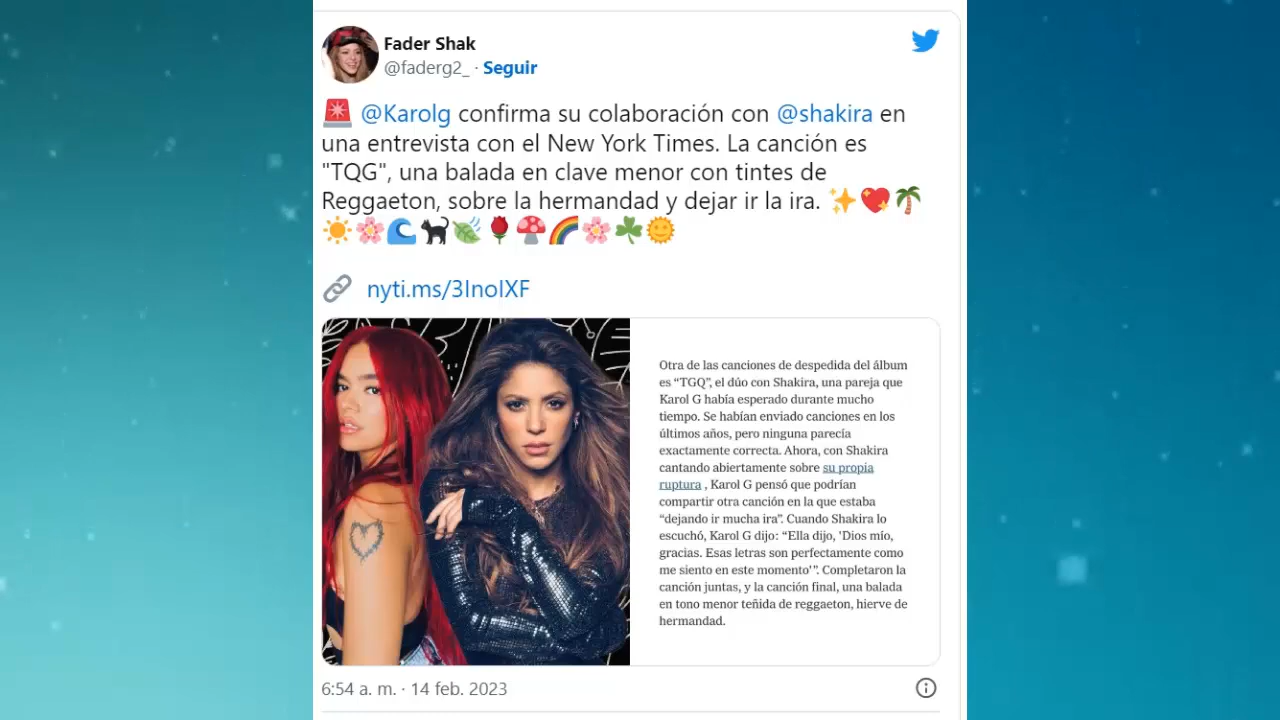 Fader Shak
@faderg2_ · Seguir
🚨 @Karolg confirma su colaboración con @shakira en
una entrevista con el New York Times. La canción es
"TQG", una balada en clave menor con tintes de
Reggaeton, sobre la hermandad y dejar ir la ira. ✨💖🌴
☀️🌸🌊🐈‍⬛🍃🌹🍄🌈🌸☘️🌞
🔗 nyti.ms/3InoIXF
Otra de las canciones de despedida del álbum
es “TGQ”, el dúo con Shakira, una pareja que
Karol G había esperado durante mucho
tiempo. Se habían enviado canciones en los
últimos años, pero ninguna parecía
exactamente correcta. Ahora, con Shakira
cantando abiertamente sobre su propia
ruptura , Karol G pensó que podrían
compartir otra canción en la que estaba
“dejando ir mucha ira”. Cuando Shakira lo
escuchó, Karol G dijo: “Ella dijo, 'Dios mío,
gracias. Esas letras son perfectamente como
me siento en este momento'”. Completaron la
canción juntas, y la canción final, una balada
en tono menor teñida de reggaeton, hierve de
hermandad.
6:54 a. m. · 14 feb. 2023